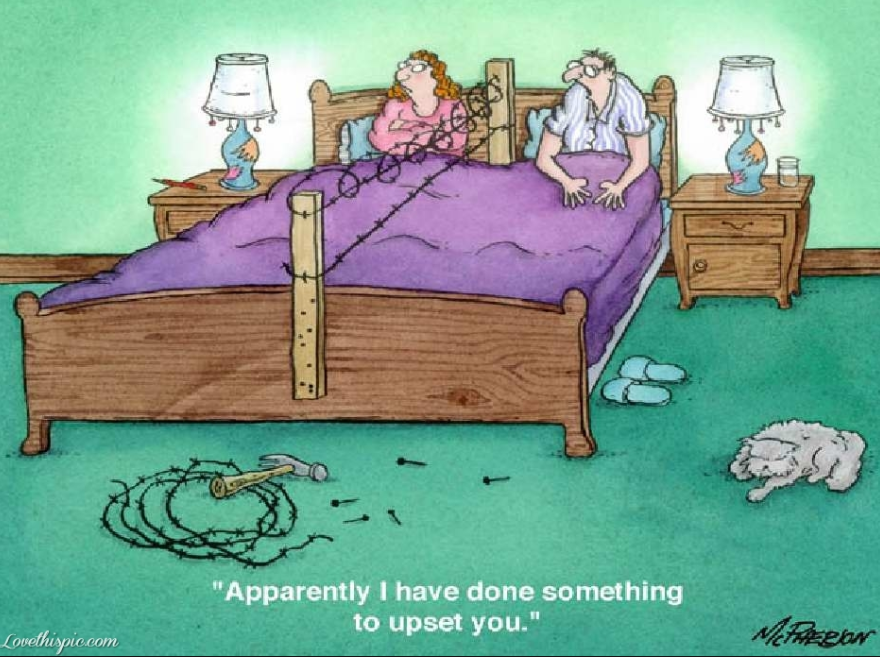 "Apparently I have done something
to upset you."
Lovethispic.com
McPHERSON